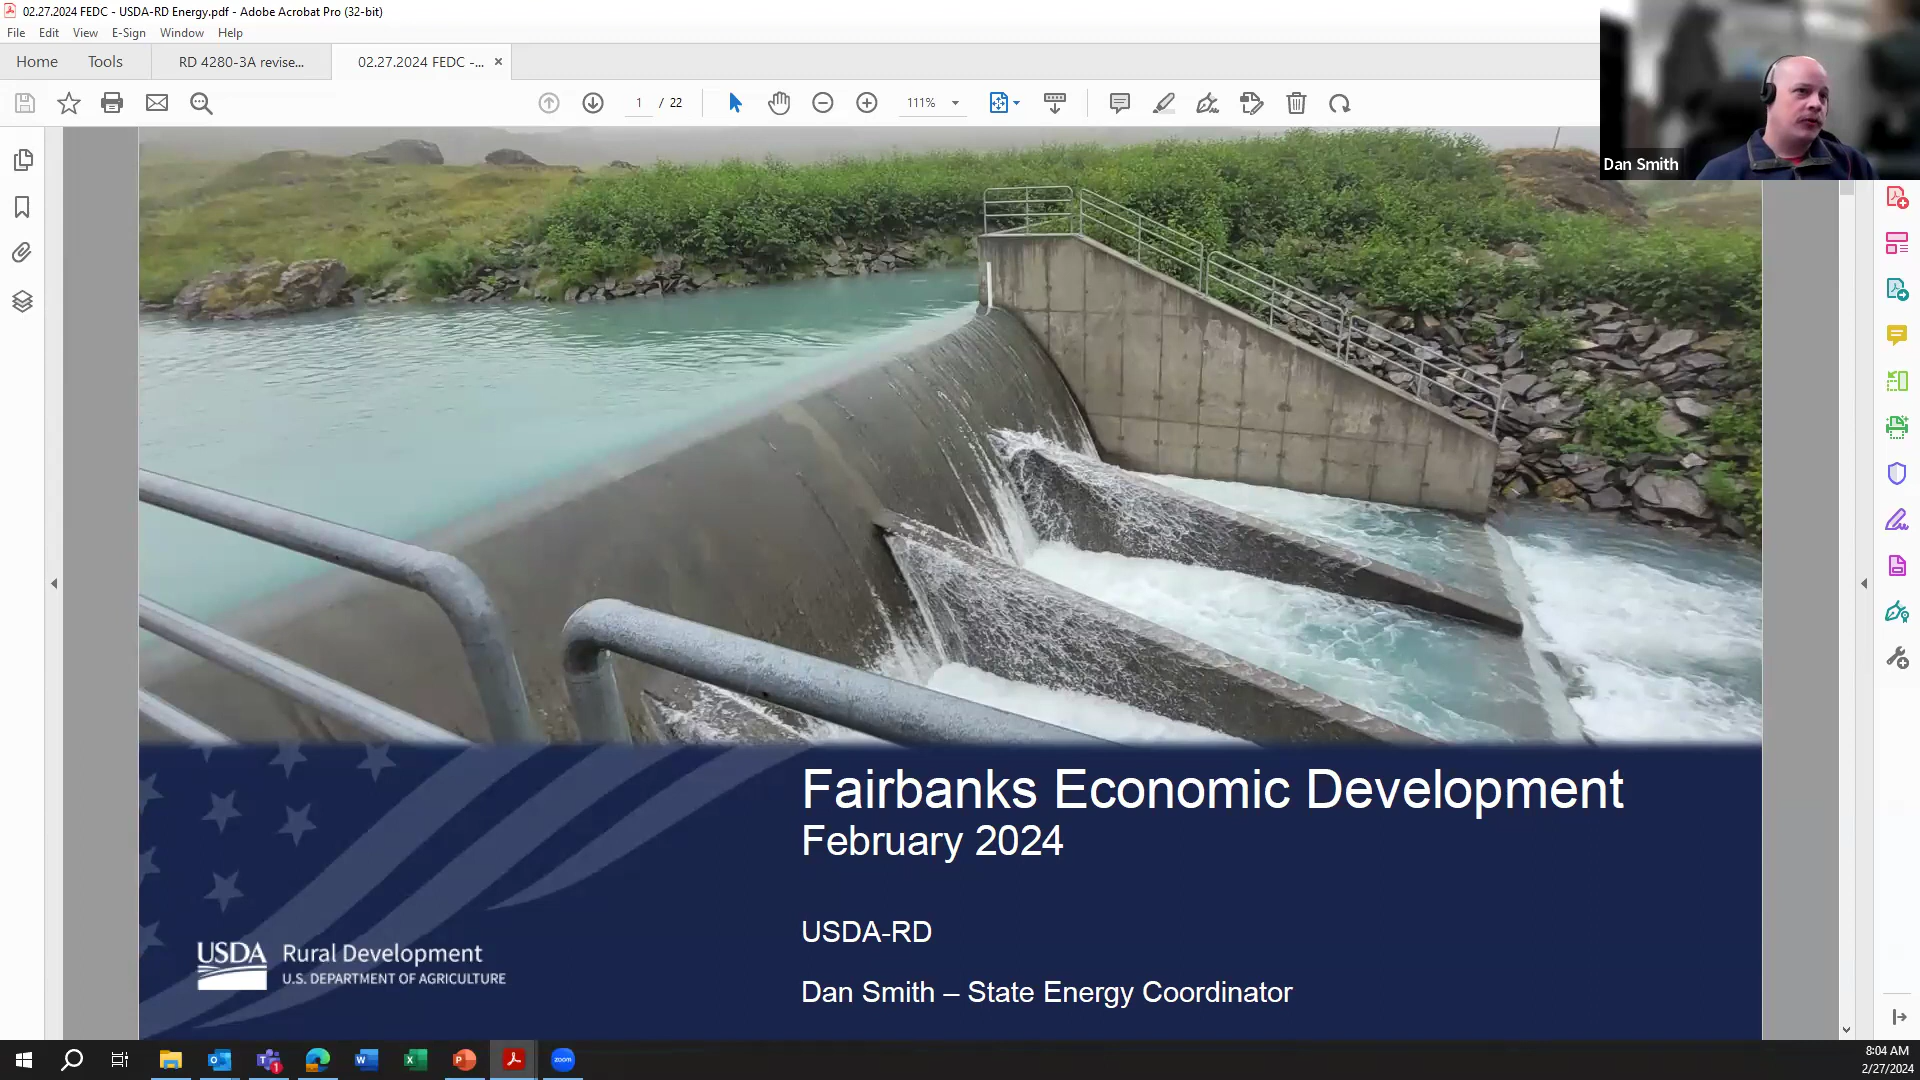 02.27.2024 FEDC - USDA-RD Energy.pdf - Adobe Acrobat Pro (32-bit)
File Edit View E-Sign Window Help
Home Tools RD 4280-3A revise... 02.27.2024 FEDC -... ×
1 / 22 111%
Dan Smith
Fairbanks Economic Development
February 2024
USDA-RD
USDA Rural Development
U.S. DEPARTMENT OF AGRICULTURE
Dan Smith – State Energy Coordinator
1
zoom
8:04 AM
2/27/2024